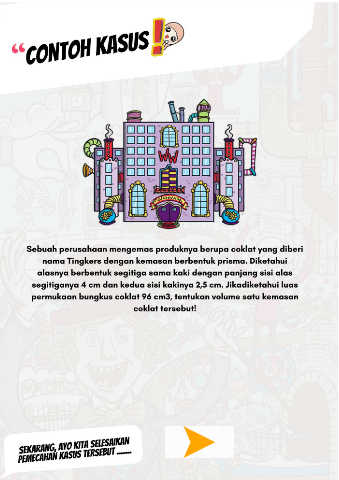 “CONTOH KASUS
WW
Sebuah perusahaan mengemas produknya berupa coklat yang diberi
nama Tingkers dengan kemasan berbentuk prisma. Diketahui
alasnya berbentuk segitiga sama kaki dengan panjang sisi alas
segitiganya 4 cm dan kedua sisi kakinya 2,5 cm. Jikadiketahui luas
permukaan bungkus coklat 96 cm3, tentukan volume satu kemasan
coklat tersebut!
SEKARANG, AYO KITA SELESAIKAN
PEMECAHAN KASUS TERSEBUT .......